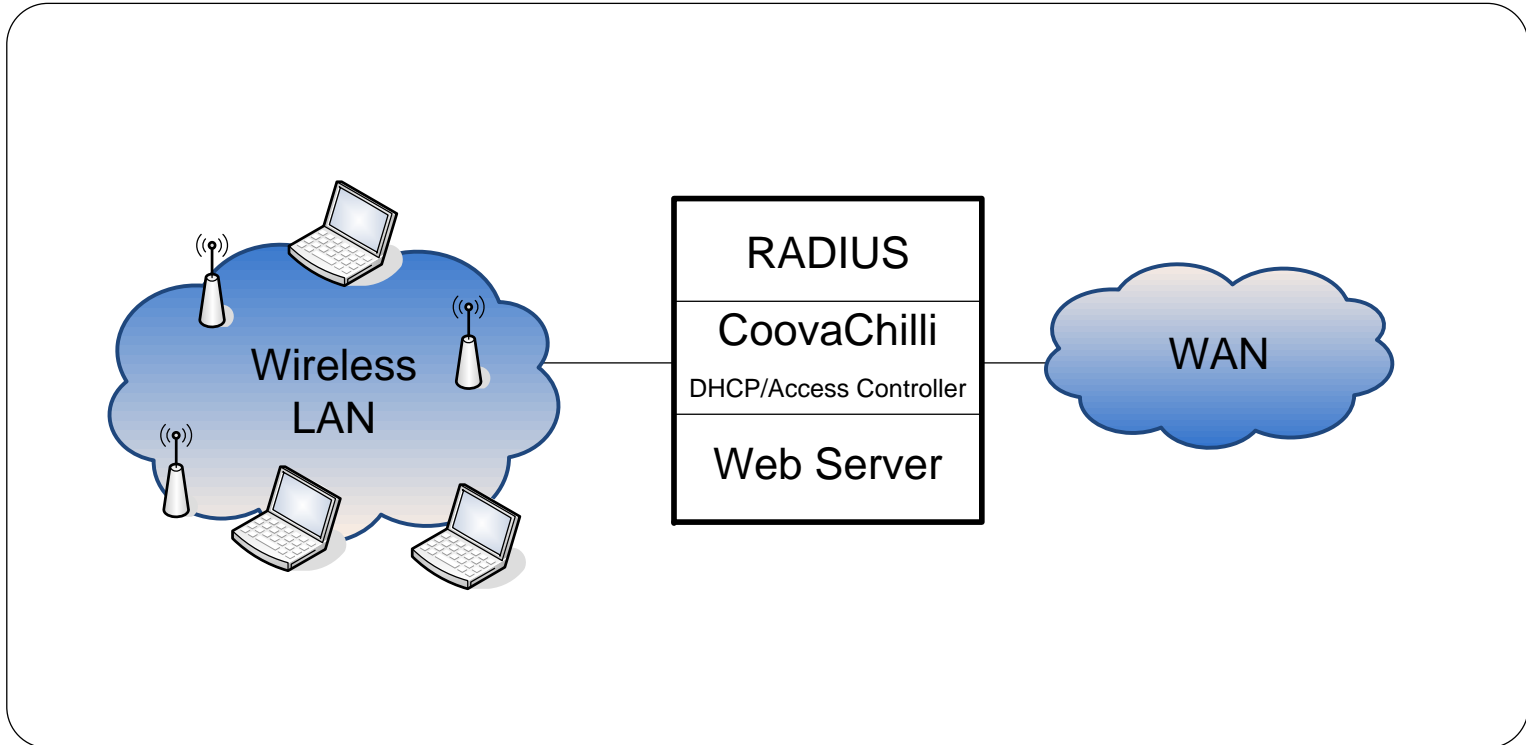 Wireless
LAN
RADIUS
CoovaChilli
DHCP/Access Controller
Web Server
WAN